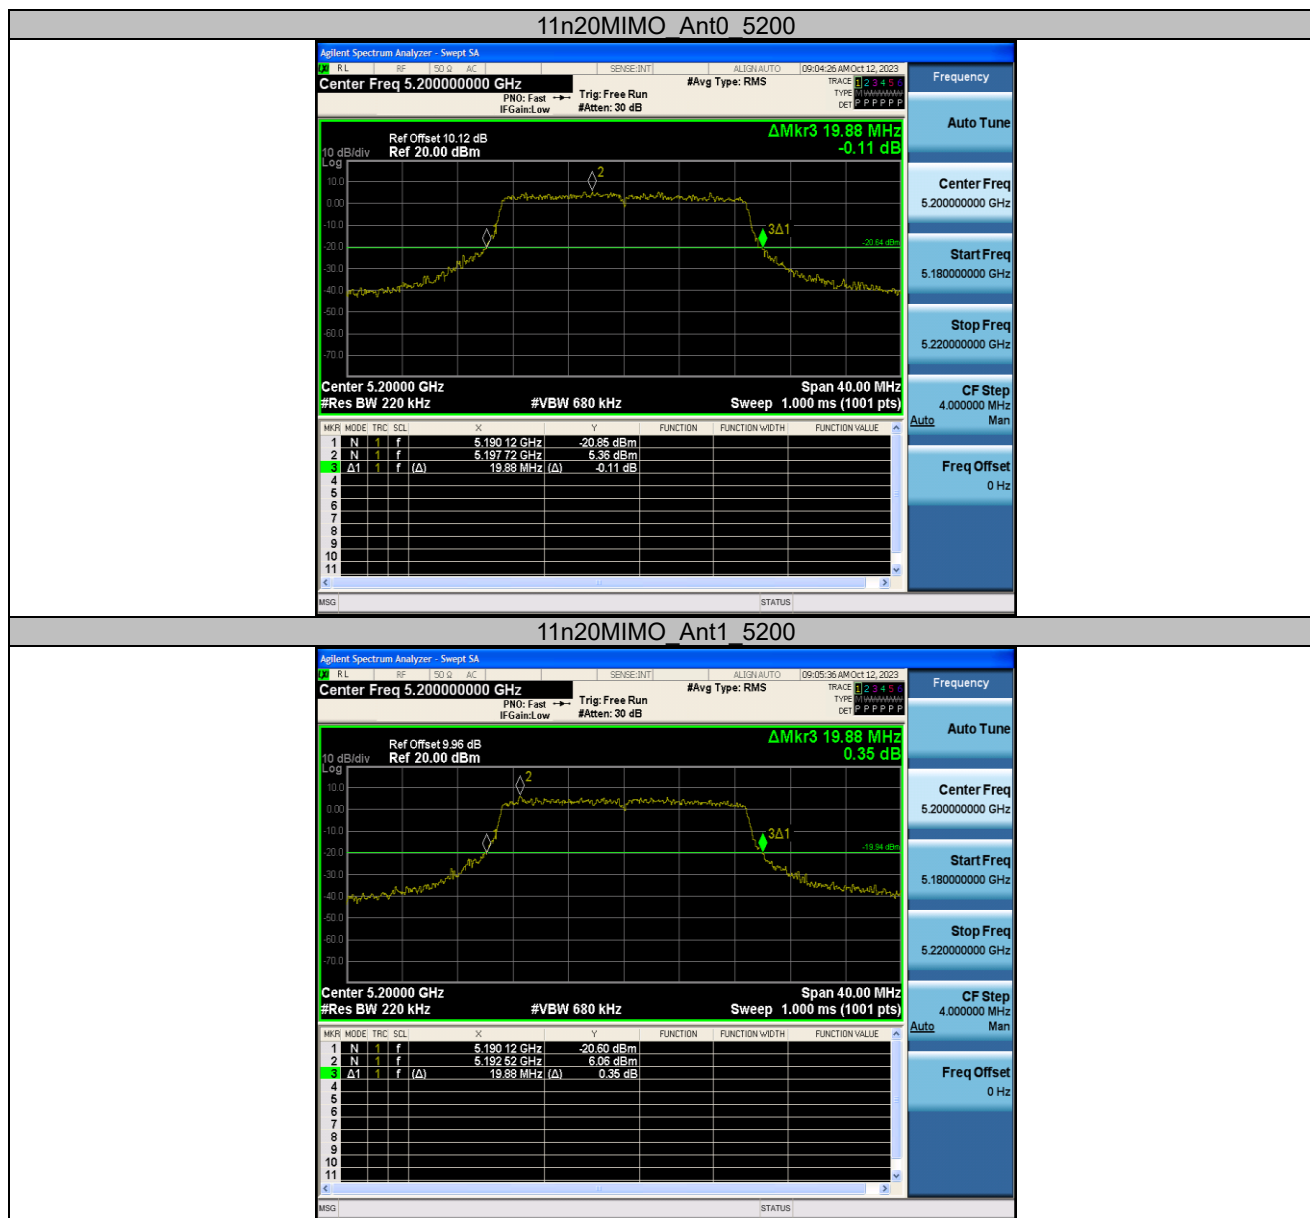 11n20MIMO_Ant0_5200
Agilent Spectrum Analyzer - Swept SA
RL RF 50 Ω AC SENSE:INT ALIGN AUTO 09:04:26 AM Oct 12, 2023
Center Freq 5.200000000 GHz #Avg Type: RMS TRACE 1 2 3 4 5 6
PNO: Fast Trig: Free Run TYPE M
IFGain:Low #Atten: 30 dB DET P P P P P P
Frequency
Auto Tune
Center Freq
5.200000000 GHz
Start Freq
5.180000000 GHz
Stop Freq
5.220000000 GHz
CF Step
4.000000 MHz
Auto Man
Freq Offset
0 Hz
ΔMkr3 19.88 MHz
-0.11 dB
Ref Offset 10.12 dB
10 dB/div Ref 20.00 dBm
Log
10.0
0.00
-10.0
-20.0
-30.0
-40.0
-50.0
-60.0
-70.0
2
3Δ1
-20.64 dBm
Center 5.20000 GHz Span 40.00 MHz
#Res BW 220 kHz #VBW 680 kHz Sweep 1.000 ms (1001 pts)
MKR MODE TRC SCL X Y FUNCTION FUNCTION WIDTH FUNCTION VALUE
1 N 1 f 5.190 12 GHz -20.85 dBm
2 N 1 f 5.197 72 GHz 5.36 dBm
3 Δ1 1 f (Δ) 19.88 MHz (Δ) -0.11 dB
4
5
6
7
8
9
10
11
MSG STATUS
11n20MIMO_Ant1_5200
Agilent Spectrum Analyzer - Swept SA
RL RF 50 Ω AC SENSE:INT ALIGN AUTO 09:05:36 AM Oct 12, 2023
Center Freq 5.200000000 GHz #Avg Type: RMS TRACE 1 2 3 4 5 6
PNO: Fast Trig: Free Run TYPE M
IFGain:Low #Atten: 30 dB DET P P P P P P
Frequency
Auto Tune
Center Freq
5.200000000 GHz
Start Freq
5.180000000 GHz
Stop Freq
5.220000000 GHz
CF Step
4.000000 MHz
Auto Man
Freq Offset
0 Hz
ΔMkr3 19.88 MHz
0.35 dB
Ref Offset 9.96 dB
10 dB/div Ref 20.00 dBm
Log
10.0
0.00
-10.0
-20.0
-30.0
-40.0
-50.0
-60.0
-70.0
2
1
3Δ1
-19.94 dBm
Center 5.20000 GHz Span 40.00 MHz
#Res BW 220 kHz #VBW 680 kHz Sweep 1.000 ms (1001 pts)
MKR MODE TRC SCL X Y FUNCTION FUNCTION WIDTH FUNCTION VALUE
1 N 1 f 5.190 12 GHz -20.60 dBm
2 N 1 f 5.192 52 GHz 6.06 dBm
3 Δ1 1 f (Δ) 19.88 MHz (Δ) 0.35 dB
4
5
6
7
8
9
10
11
MSG STATUS